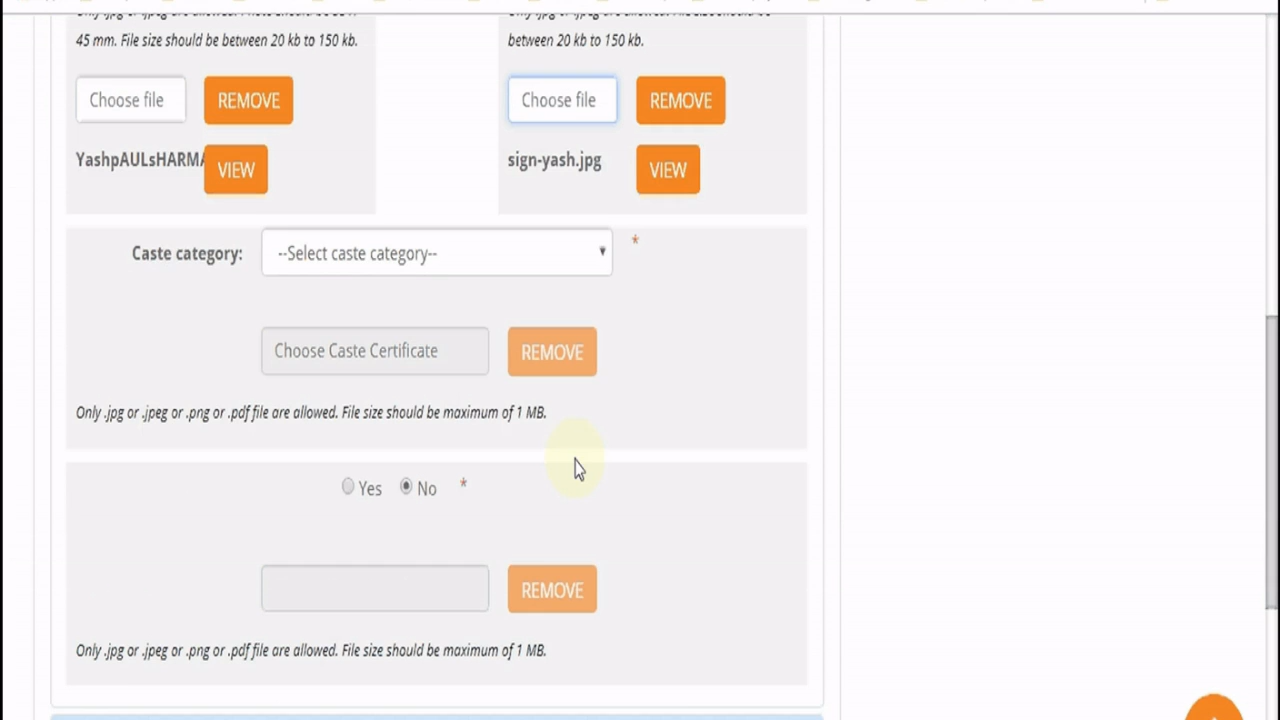 45 mm. File size should be between 20 kb to 150 kb.
between 20 kb to 150 kb.
Choose file
REMOVE
Choose file
REMOVE
YashpAULsHARMA
VIEW
sign-yash.jpg
VIEW
Caste category:
--Select caste category--
*
Choose Caste Certificate
REMOVE
Only .jpg or .jpeg or .png or .pdf file are allowed. File size should be maximum of 1 MB.
Yes
No
*
REMOVE
Only .jpg or .jpeg or .png or .pdf file are allowed. File size should be maximum of 1 MB.